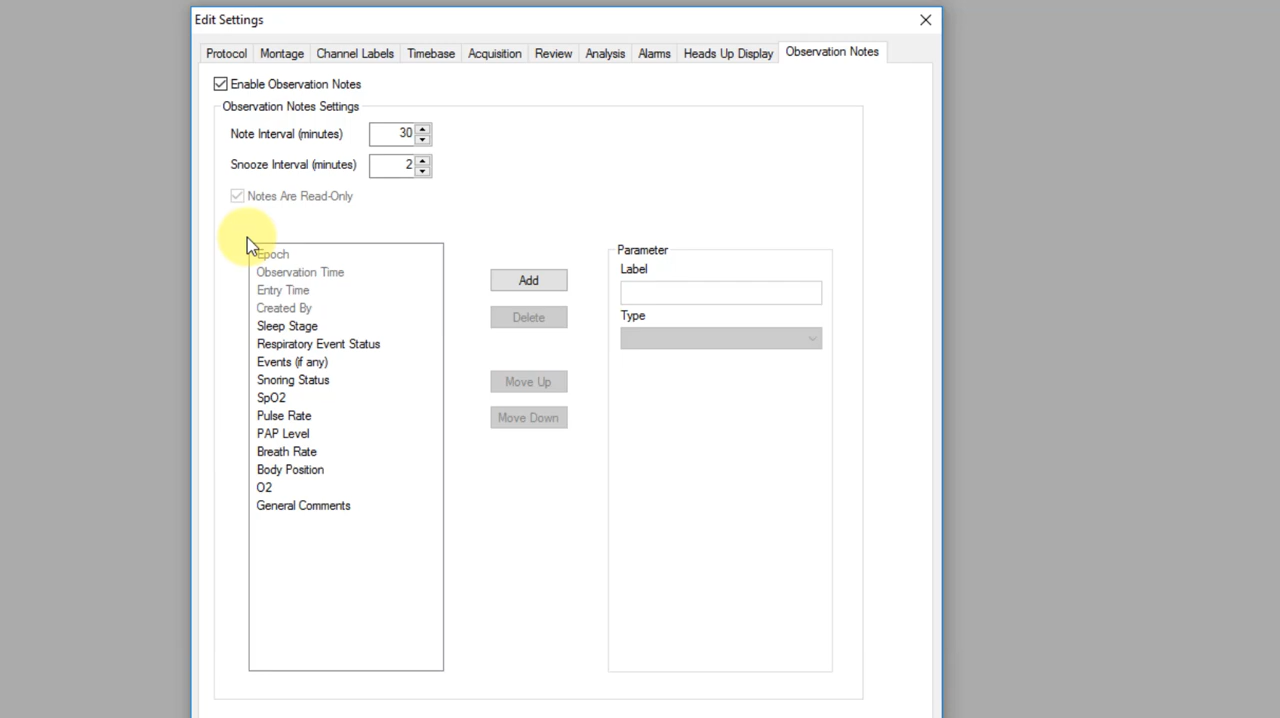 Edit Settings
Protocol Montage Channel Labels Timebase Acquisition Review Analysis Alarms Heads Up Display Observation Notes
Enable Observation Notes
Observation Notes Settings
Note Interval (minutes) 30
Snooze Interval (minutes) 2
Notes Are Read-Only
Epoch
Observation Time
Entry Time
Created By
Sleep Stage
Respiratory Event Status
Events (if any)
Snoring Status
SpO2
Pulse Rate
PAP Level
Breath Rate
Body Position
O2
General Comments
Add
Delete
Move Up
Move Down
Parameter
Label
Type